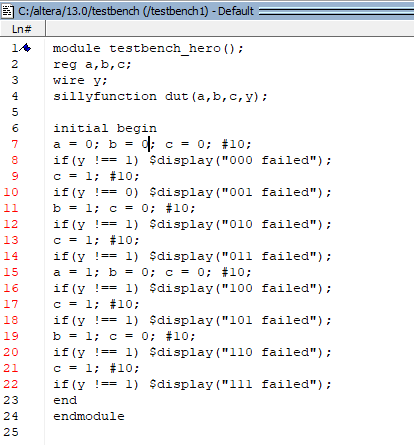 C:/altera/13.0/testbench (/testbench1) - Default
Ln#
1 module testbench_hero();
2 reg a,b,c;
3 wire y;
4 sillyfunction dut(a,b,c,y);
5
6 initial begin
7 a = 0; b = 0; c = 0; #10;
8 if(y !== 1) $display("000 failed");
9 c = 1; #10;
10 if(y !== 0) $display("001 failed");
11 b = 1; c = 0; #10;
12 if(y !== 1) $display("010 failed");
13 c = 1; #10;
14 if(y !== 1) $display("011 failed");
15 a = 1; b = 0; c = 0; #10;
16 if(y !== 1) $display("100 failed");
17 c = 1; #10;
18 if(y !== 1) $display("101 failed");
19 b = 1; c = 0; #10;
20 if(y !== 1) $display("110 failed");
21 c = 1; #10;
22 if(y !== 1) $display("111 failed");
23 end
24 endmodule
25